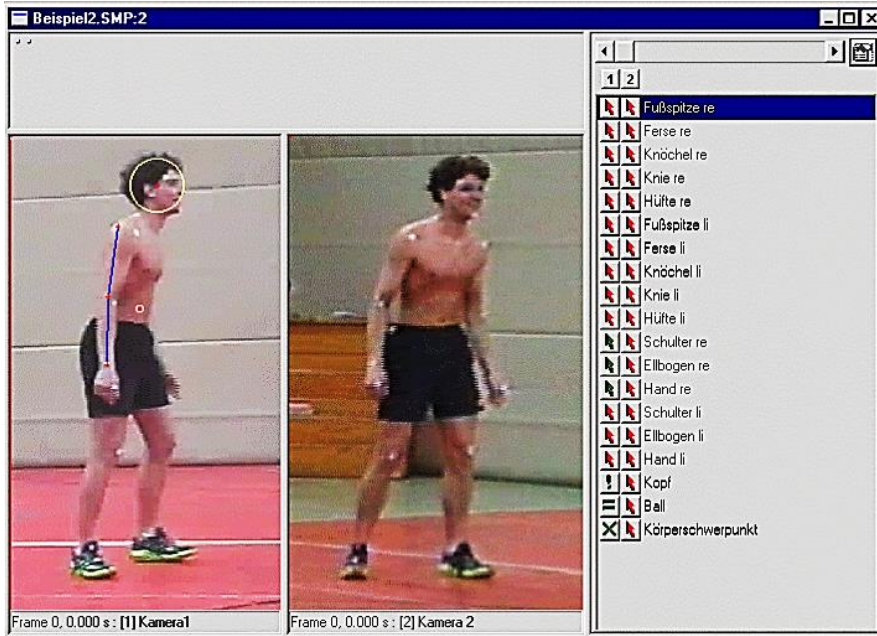 Beispiel2.SMP:2
1 2
Fußspitze re
Ferse re
Knöchel re
Knie re
Hüfte re
Fußspitze li
Ferse li
Knöchel li
Knie li
Hüfte li
Schulter re
Ellbogen re
Hand re
Schulter li
Ellbogen li
Hand li
Kopf
Ball
Körperschwerpunkt
Frame 0, 0.000 s : [1] Kamera1
Frame 0, 0.000 s : [2] Kamera 2